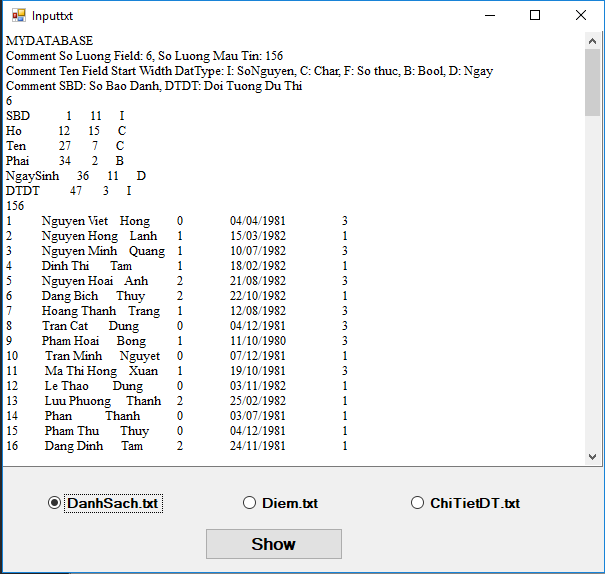 Inputtxt
MYDATABASE
Comment So Luong Field: 6, So Luong Mau Tin: 156
Comment Ten Field Start Width DatType: I: SoNguyen, C: Char, F: So thuc, B: Bool, D: Ngay
Comment SBD: So Bao Danh, DTDT: Doi Tuong Du Thi
6
SBD 1 11 I
Ho 12 15 C
Ten 27 7 C
Phai 34 2 B
NgaySinh 36 11 D
DTDT 47 3 I
156
1 Nguyen Viet Hong 0 04/04/1981 3
2 Nguyen Hong Lanh 1 15/03/1982 1
3 Nguyen Minh Quang 1 10/07/1982 3
4 Dinh Thi Tam 1 18/02/1981 1
5 Nguyen Hoai Anh 2 21/08/1982 3
6 Dang Bich Thuy 2 22/10/1982 1
7 Hoang Thanh Trang 1 12/08/1982 3
8 Tran Cat Dung 0 04/12/1981 3
9 Pham Hoai Bong 1 11/10/1980 3
10 Tran Minh Nguyet 0 07/12/1981 1
11 Ma Thi Hong Xuan 1 19/10/1981 3
12 Le Thao Dung 0 03/11/1982 1
13 Luu Phuong Thanh 2 25/02/1982 1
14 Phan Thanh 0 03/07/1981 1
15 Pham Thu Thuy 0 04/12/1981 1
16 Dang Dinh Tam 2 24/11/1981 1
DanhSach.txt Diem.txt ChiTietDT.txt
Show